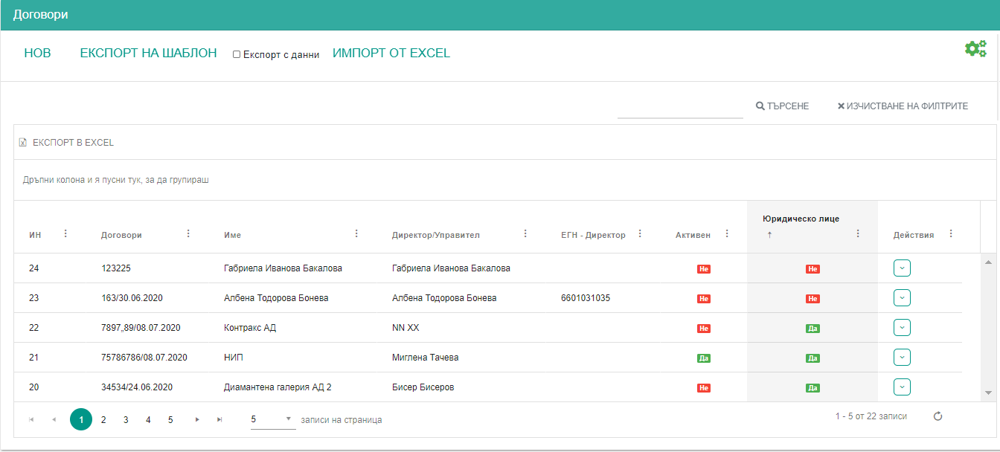 Договори
НОВ ЕКСПОРТ НА ШАБЛОН Експорт с данни ИМПОРТ ОТ EXCEL
ТЪРСЕНЕ ИЗЧИСТВАНЕ НА ФИЛТРИТЕ
ЕКСПОРТ В EXCEL
Дръпни колона и я пусни тук, за да групираш
ИН Договори Име Директор/Управител ЕГН - Директор Активен Юридическо лице ↑ Действия
24 123225 Габриела Иванова Бакалова Габриела Иванова Бакалова Не Не
23 163/30.06.2020 Албена Тодорова Бонева Албена Тодорова Бонева 6601031035 Не Не
22 7897,,89/08.07.2020 Контракс АД NN XX Не Да
21 75786786/08.07.2020 НИП Миглена Тачева Да Да
20 34534/24.06.2020 Диамантена галерия АД 2 Бисер Бисеров Не Да
1 2 3 4 5 5 записи на страница 1 - 5 от 22 записи